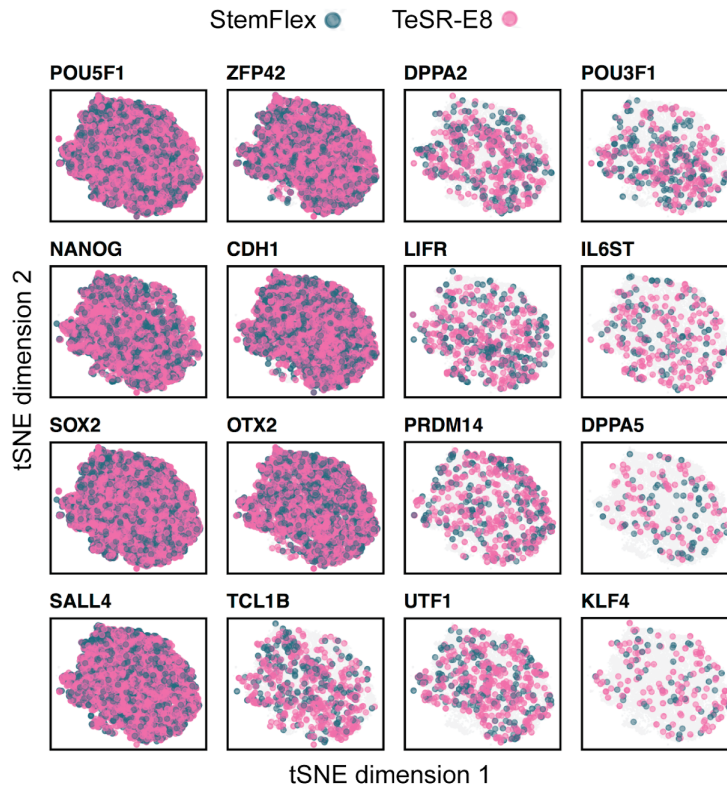 StemFlex TeSR-E8
POU5F1 ZFP42 DPPA2 POU3F1
NANOG CDH1 LIFR IL6ST
SOX2 OTX2 PRDM14 DPPA5
SALL4 TCL1B UTF1 KLF4
tSNE dimension 2
tSNE dimension 1